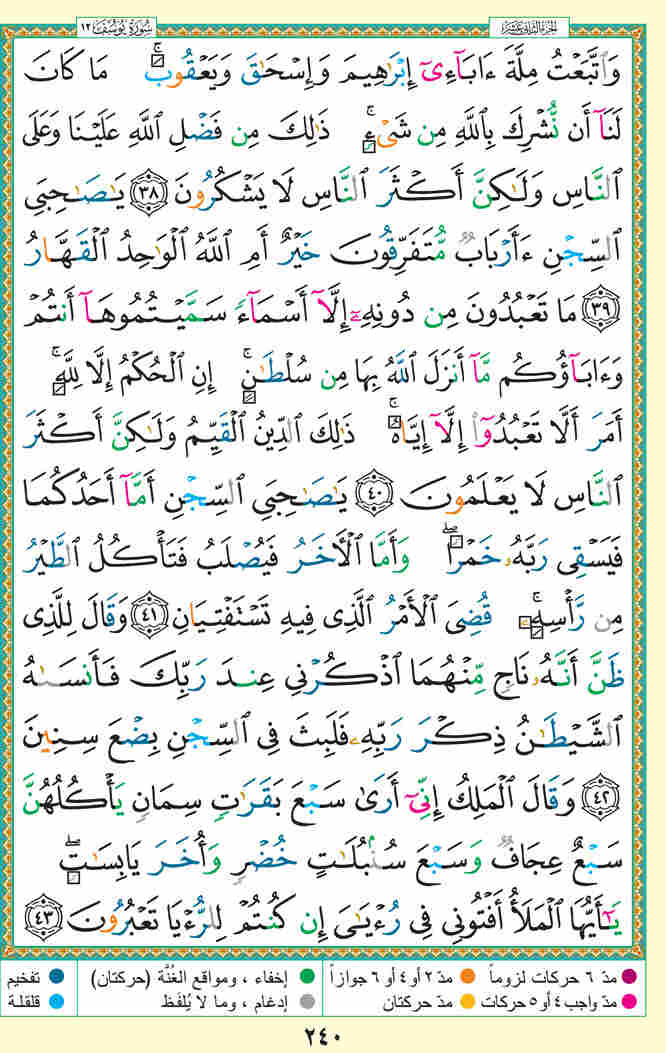 الجزء الثاني عشر
سورة يوسف ١٢
وَٱتَّبَعۡتُ مِلَّةَ ءَابَآءِيٓ إِبۡرَٰهِيمَ وَإِسۡحَٰقَ وَيَعۡقُوبَۚ مَا كَانَ
لَنَآ أَن نُّشۡرِكَ بِٱللَّهِ مِن شَيۡءٖۚ ذَٰلِكَ مِن فَضۡلِ ٱللَّهِ عَلَيۡنَا وَعَلَى
ٱلنَّاسِ وَلَٰكِنَّ أَكۡثَرَ ٱلنَّاسِ لَا يَشۡكُرُونَ ٣٨ يَٰصَٰحِبَيِ
ٱلسِّجۡنِ ءَأَرۡبَابٞ مُّتَفَرِّقُونَ خَيۡرٌ أَمِ ٱللَّهُ ٱلۡوَٰحِدُ ٱلۡقَهَّارُ
٣٩ مَا تَعۡبُدُونَ مِن دُونِهِۦٓ إِلَّآ أَسۡمَآءٗ سَمَّيۡتُمُوهَآ أَنتُمۡ
وَءَابَآؤُكُم مَّآ أَنزَلَ ٱللَّهُ بِهَا مِن سُلۡطَٰنٍۚ إِنِ ٱلۡحُكۡمُ إِلَّا لِلَّهِۚ
أَمَرَ أَلَّا تَعۡبُدُوٓاْ إِلَّآ إِيَّاهُۚ ذَٰلِكَ ٱلدِّينُ ٱلۡقَيِّمُ وَلَٰكِنَّ أَكۡثَرَ
ٱلنَّاسِ لَا يَعۡلَمُونَ ٤٠ يَٰصَٰحِبَيِ ٱلسِّجۡنِ أَمَّآ أَحَدُكُمَا
فَيَسۡقِي رَبَّهُۥ خَمۡرٗاۖ وَأَمَّا ٱلۡأٓخَرُ فَيُصۡلَبُ فَتَأۡكُلُ ٱلطَّيۡرُ
مِن رَّأۡسِهِۦۚ قُضِيَ ٱلۡأَمۡرُ ٱلَّذِي فِيهِ تَسۡتَفۡتِيَانِ ٤١ وَقَالَ لِلَّذِي
ظَنَّ أَنَّهُۥ نَاجٖ مِّنۡهُمَا ٱذۡكُرۡنِي عِندَ رَبِّكَ فَأَنسَىٰهُ
ٱلشَّيۡطَٰنُ ذِكۡرَ رَبِّهِۦ فَلَبِثَ فِي ٱلسِّجۡنِ بِضۡعَ سِنِينَ
٤٢ وَقَالَ ٱلۡمَلِكُ إِنِّيٓ أَرَىٰ سَبۡعَ بَقَرَٰتٖ سِمَانٖ يَأۡكُلُهُنَّ
سَبۡعٌ عِجَافٞ وَسَبۡعَ سُنۢبُلَٰتٍ خُضۡرٖ وَأُخَرَ يَابِسَٰتٖۖ
يَٰٓأَيُّهَا ٱلۡمَلَأُ أَفۡتُونِي فِي رُءۡيَٰيَ إِن كُنتُمۡ لِلرُّءۡيَا تَعۡبُرُونَ ٤٣
مدّ ٦ حركات لزوماً مدّ ٢ أو ٤ أو ٦ جوازاً إخفاء ، ومواقع الغُنَّة (حركتان) تفخيم
مدّ واجب ٤ أو ٥ حركات مدّ حركتان إدغام ، وما لا يُلفَظ قلقلة
٢٤٠